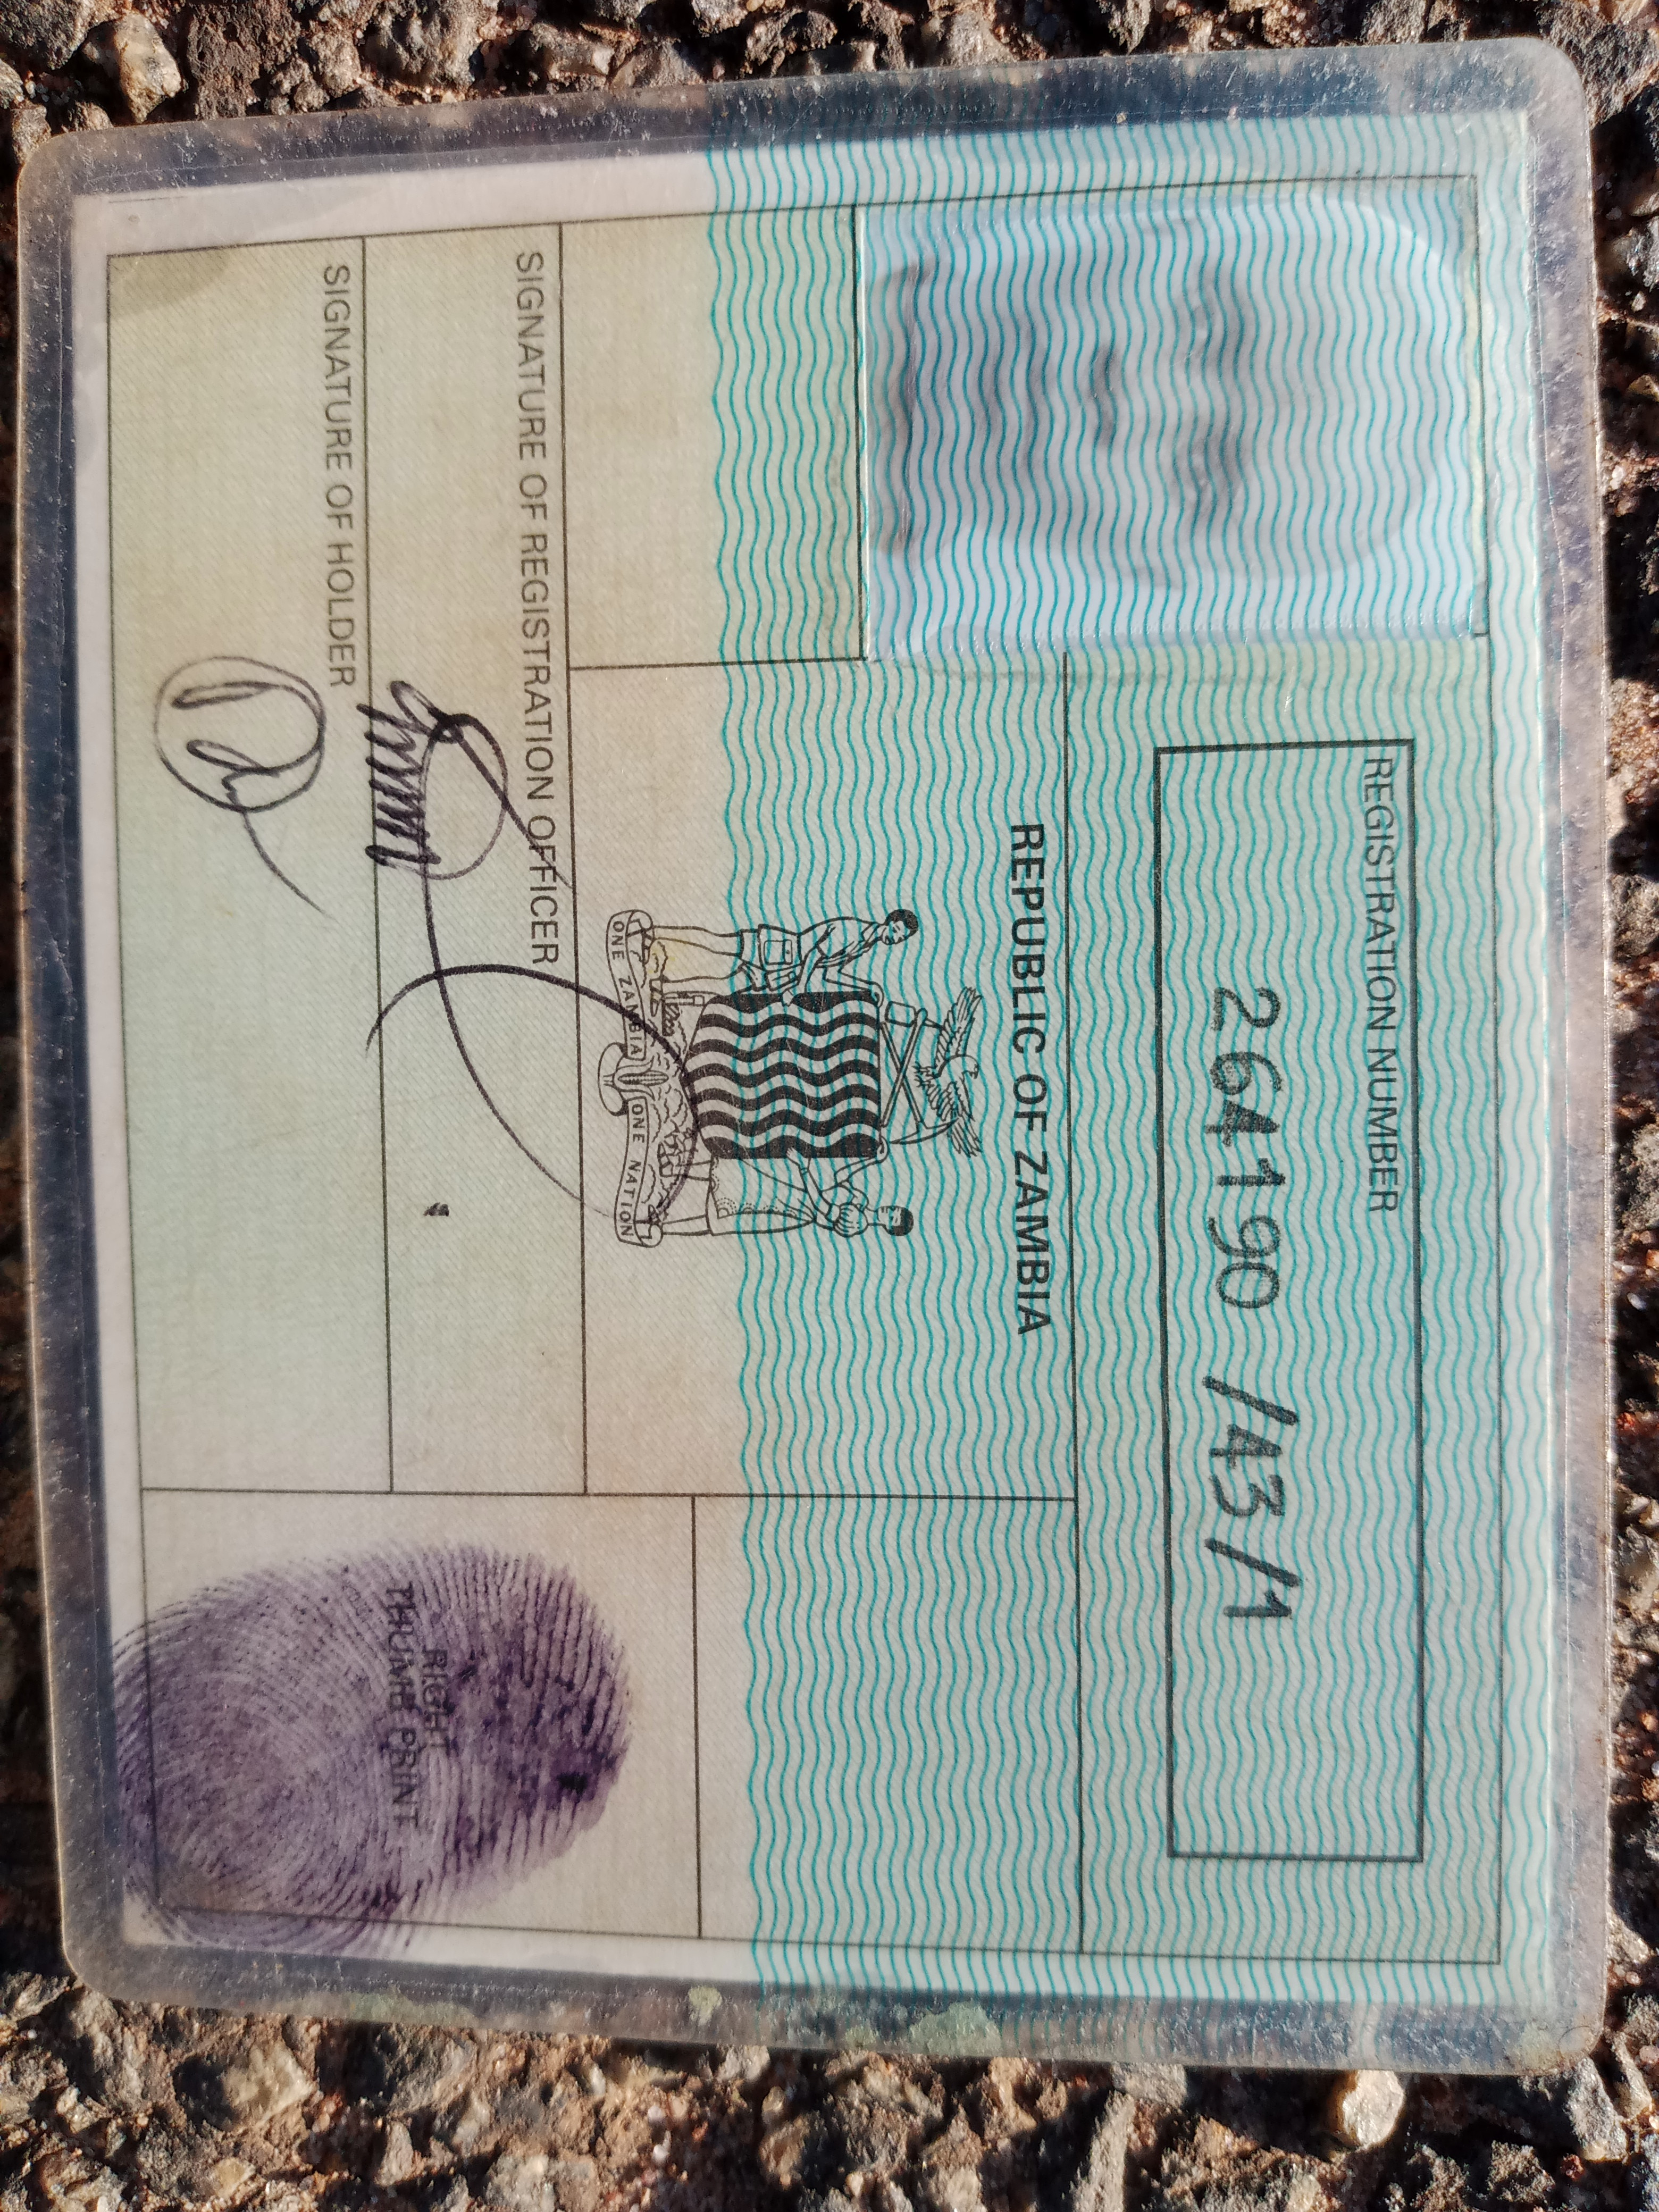 REGISTRATION NUMBER
264190/43/1
REPUBLIC OF ZAMBIA
ONE ZAMBIA ONE NATION
SIGNATURE OF REGISTRATION OFFICER
SIGNATURE OF HOLDER
RIGHT
THUMB PRINT